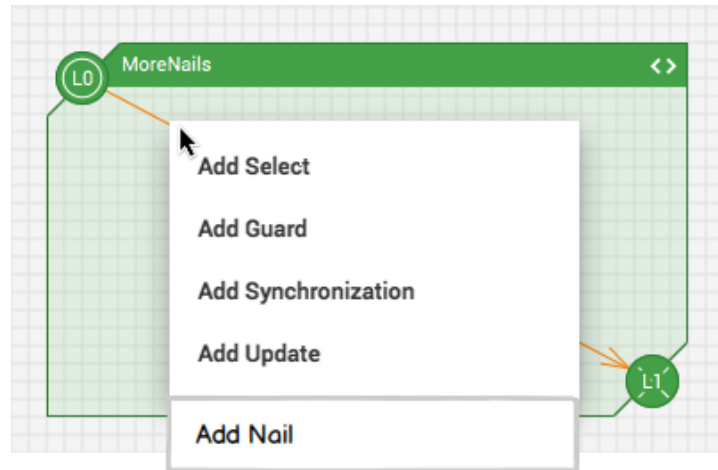 L0
MoreNails
<>
Add Select
Add Guard
Add Synchronization
Add Update
L1
Add Nail